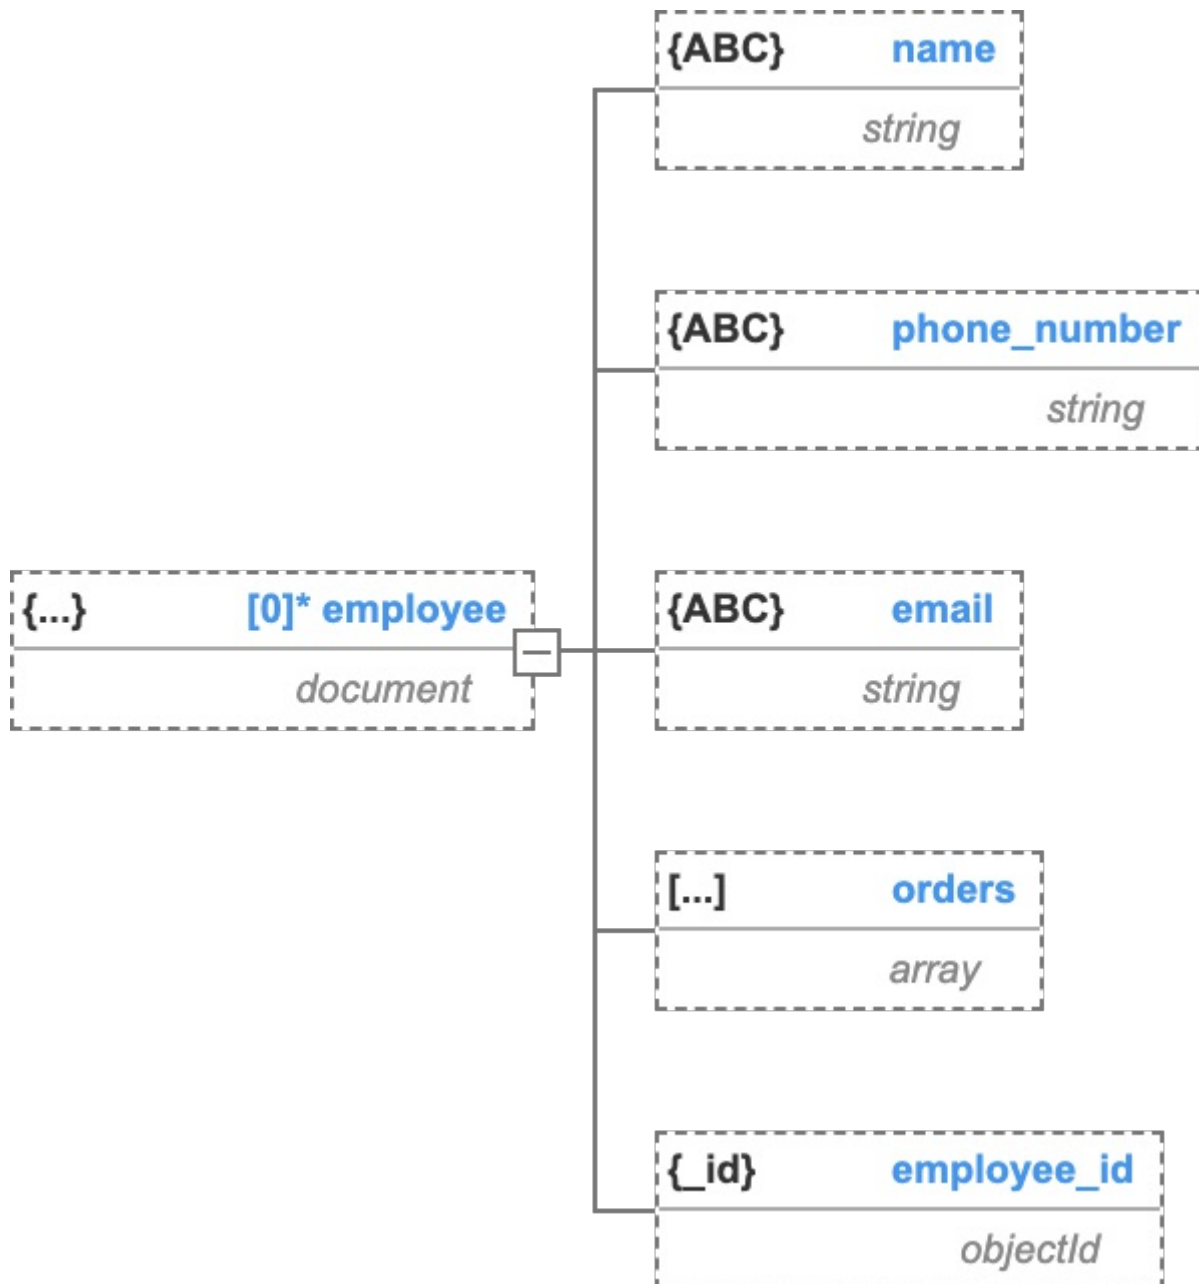 {ABC} name
string
{ABC} phone_number
string
{...} [0]* employee
document
{ABC} email
string
[...] orders
array
{_id} employee_id
objectId